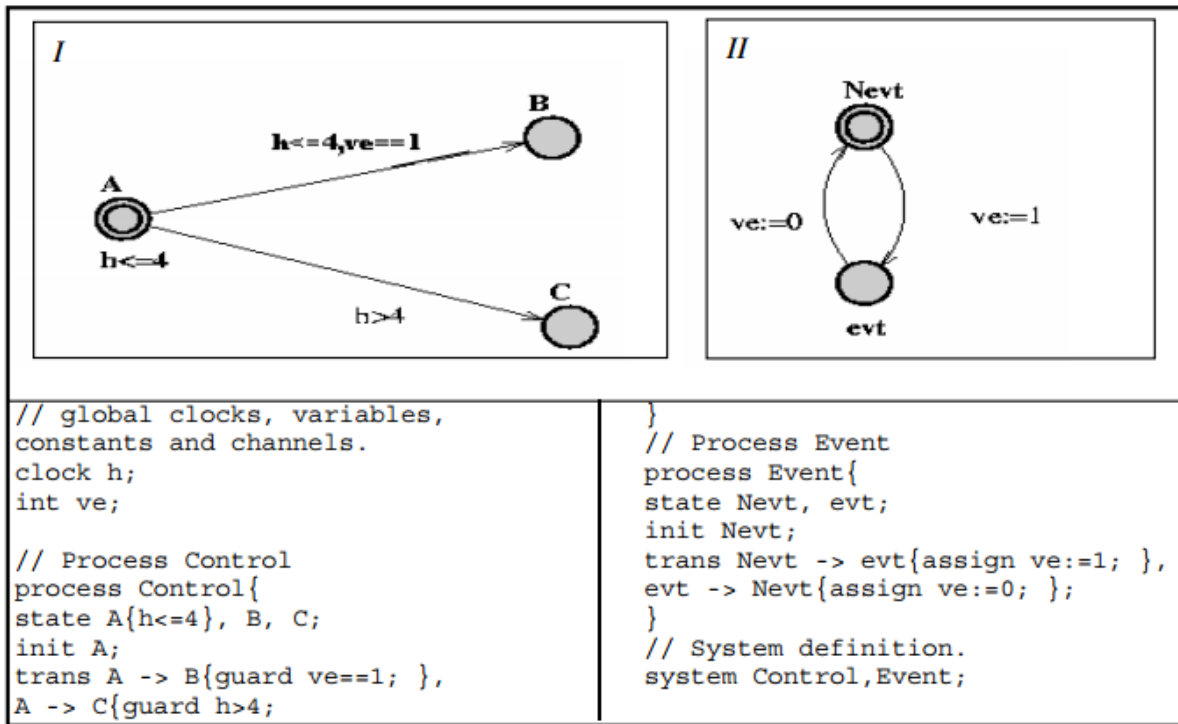 I
B
h<=4,ve==1
A
h<=4
C
h>4
II
Nevt
ve:=0
ve:=1
evt
// global clocks, variables,
constants and channels.
clock h;
int ve;
// Process Control
process Control{
state A{h<=4}, B, C;
init A;
trans A -> B{guard ve==1; },
A -> C{guard h>4;
}
// Process Event
process Event{
state Nevt, evt;
init Nevt;
trans Nevt -> evt{assign ve:=1; },
evt -> Nevt{assign ve:=0; };
}
// System definition.
system Control,Event;